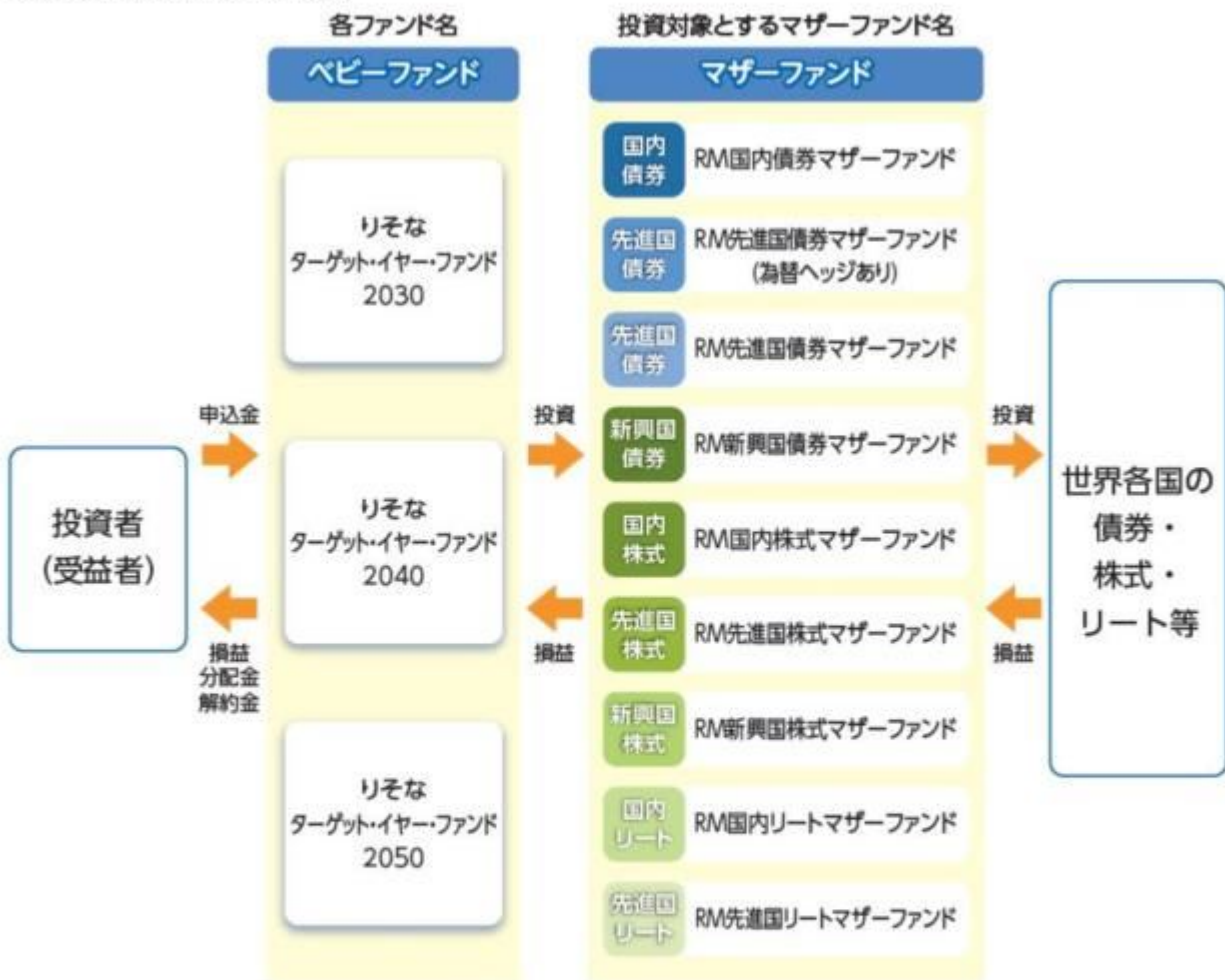 各ファンド名
投資対象とするマザーファンド名
ベビーファンド
マザーファンド
りそな
ターゲット・イヤー・ファンド
2030
りそな
ターゲット・イヤー・ファンド
2040
りそな
ターゲット・イヤー・ファンド
2050
国内
債券
RM国内債券マザーファンド
先進国
債券
RM先進国債券マザーファンド
(為替ヘッジあり)
先進国
債券
RM先進国債券マザーファンド
新興国
債券
RM新興国債券マザーファンド
国内
株式
RM国内株式マザーファンド
先進国
株式
RM先進国株式マザーファンド
新興国
株式
RM新興国株式マザーファンド
国内
リート
RM国内リートマザーファンド
先進国
リート
RM先進国リートマザーファンド
投資者
(受益者)
申込金
損益
分配金
解約金
投資
損益
投資
損益
世界各国の
債券・
株式・
リート等